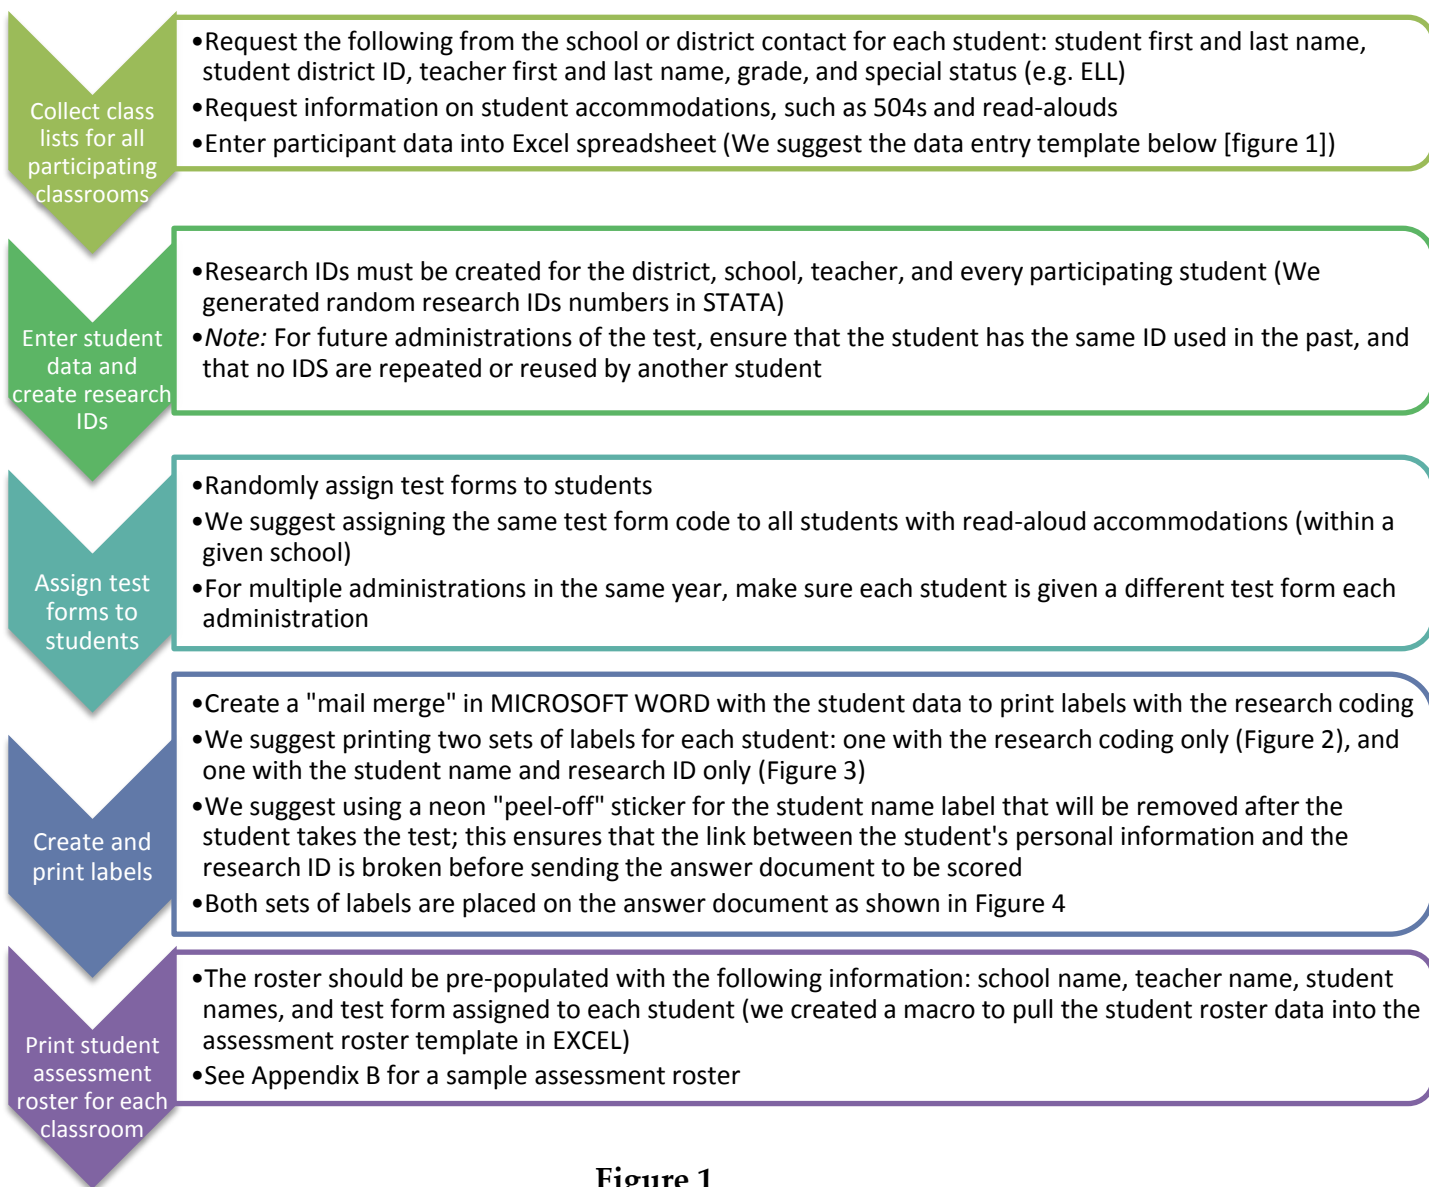 Collect class
lists for all
participating
classrooms
•Request the following from the school or district contact for each student: student first and last name,
student district ID, teacher first and last name, grade, and special status (e.g. ELL)
•Request information on student accommodations, such as 504s and read-alouds
•Enter participant data into Excel spreadsheet (We suggest the data entry template below [figure 1])
Enter student
data and
create research
IDs
•Research IDs must be created for the district, school, teacher, and every participating student (We
generated random research IDs numbers in STATA)
•Note: For future administrations of the test, ensure that the student has the same ID used in the past, and
that no IDS are repeated or reused by another student
Assign test
forms to
students
•Randomly assign test forms to students
•We suggest assigning the same test form code to all students with read-aloud accommodations (within a
given school)
•For multiple administrations in the same year, make sure each student is given a different test form each
administration
Create and
print labels
•Create a "mail merge" in MICROSOFT WORD with the student data to print labels with the research coding
•We suggest printing two sets of labels for each student: one with the research coding only (Figure 2), and
one with the student name and research ID only (Figure 3)
•We suggest using a neon "peel-off" sticker for the student name label that will be removed after the
student takes the test; this ensures that the link between the student's personal information and the
research ID is broken before sending the answer document to be scored
•Both sets of labels are placed on the answer document as shown in Figure 4
Print student
assessment
roster for each
classroom
•The roster should be pre-populated with the following information: school name, teacher name, student
names, and test form assigned to each student (we created a macro to pull the student roster data into the
assessment roster template in EXCEL)
•See Appendix B for a sample assessment roster
Figure 1